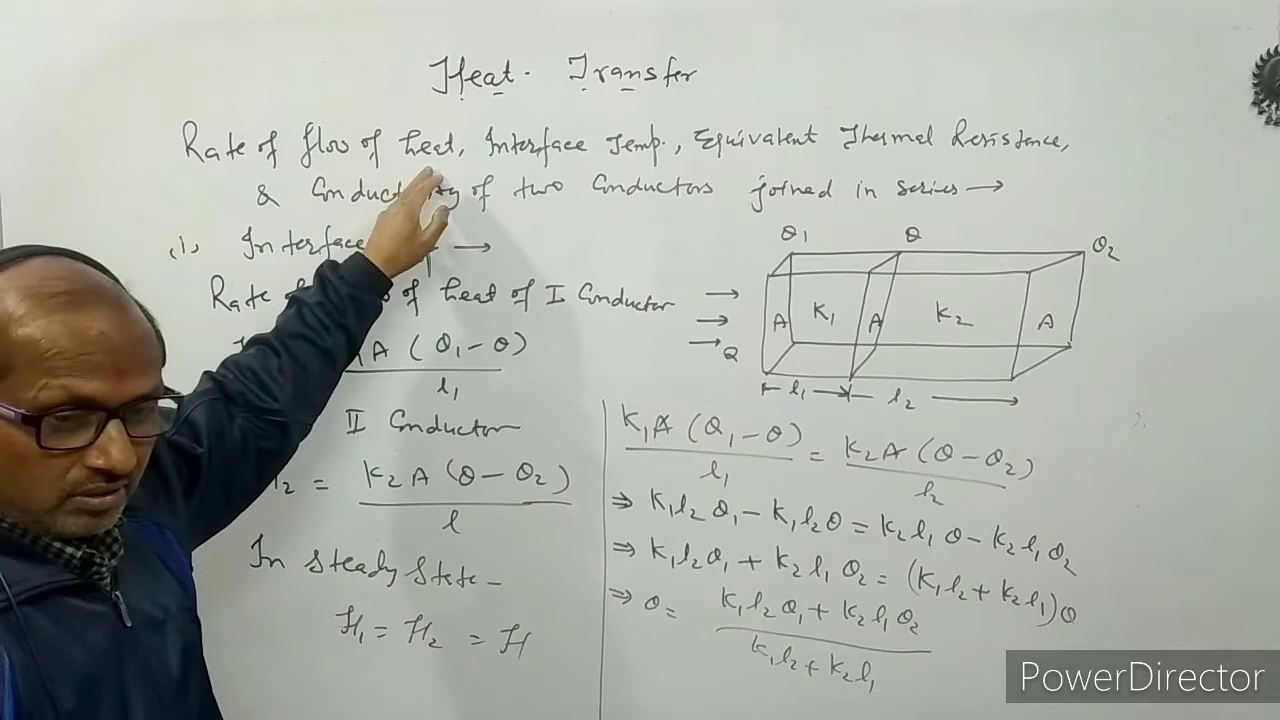 Heat. Transfer
Rate of flow of heat, Interface Temp., Equivalent Thermal Resistence,
& of two Conductors joined in series →
(1) Interface →
Rate of heat of I Conductor
A (θ1 - θ)
l1
II Conductor
2 = K2A (θ - θ2)
l
In Steady State -
H1 = H2 = H
θ1 θ θ2
A K1 A K2 A
→ → → Q
l1 l2
K1A (θ1 - θ) / l1 = K2A (θ - θ2) / l2
⇒ K1l2θ1 - K1l2θ = K2l1θ - K2l1θ2
⇒ K1l2θ1 + K2l1θ2 = (K1l2 + K2l1)θ
⇒ θ = K1l2θ1 + K2l1θ2 / K1l2 + K2l1
PowerDirector